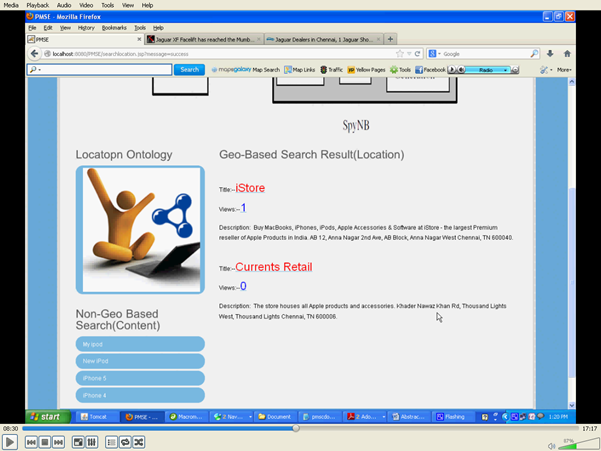 Media Playback Audio Video Tools View Help
PMSE - Mozilla Firefox
File Edit View History Bookmarks Tools Help
PMSE
Jaguar XF Facelift has reached the Mumb...
Jaguar Dealers in Chennai, 1 Jaguar Sho...
localhost:8080/PMSE/searchlocation.jsp?message=success
Google
Search
mapsgalaxy Map Search Map Links Traffic Yellow Pages Tools Facebook Radio More
SpyNB
Locatopn Ontology
Geo-Based Search Result(Location)
Title:--iStore
Views:--1
Description: Buy MacBooks, iPhones, iPods, Apple Accessories & Software at iStore - the largest Premium
reseller of Apple Products in India. AB 12, Anna Nagar 2nd Ave, AB Block, Anna Nagar West Chennai, TN 600040.
Title:--Currents Retail
Views:--0
Description: The store houses all Apple products and accessories. Khader Nawaz Khan Rd, Thousand Lights
West, Thousand Lights Chennai, TN 600006.
Non-Geo Based
Search(Content)
My ipod
New iPod
iPhone 5
iPhone 4
start Tomcat PMSE - ... Macrom... Z Nav... Document pmscdo... Z Ado... Abstrac... Flashing 1:20 PM
08:30 17:17
87%